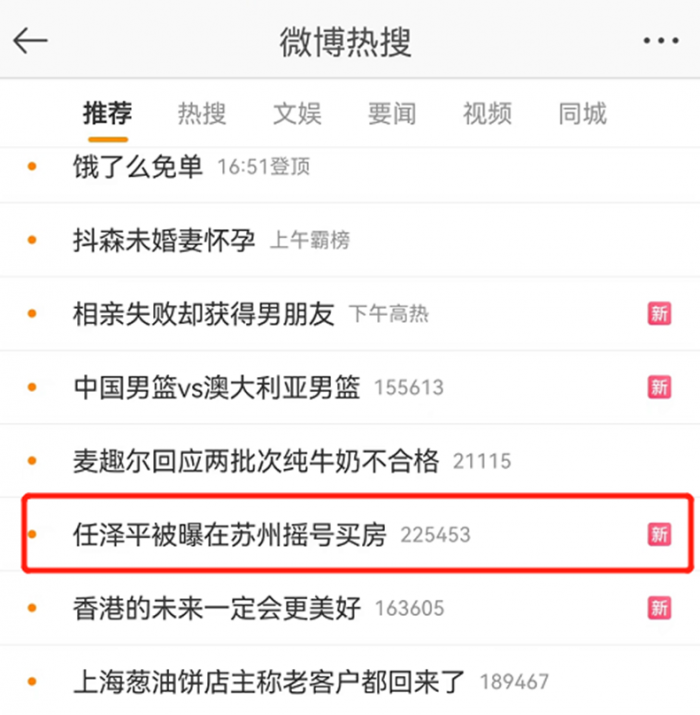 微博热搜
推荐 热搜 文娱 要闻 视频 同城
饿了么免单 16:51登顶
抖森未婚妻怀孕 上午霸榜
相亲失败却获得男朋友 下午高热 新
中国男篮vs澳大利亚男篮 155613 新
麦趣尔回应两批次纯牛奶不合格 21115
任泽平被曝在苏州摇号买房 225453 新
香港的未来一定会更美好 163605 新
上海葱油饼店主称老客户都回来了 189467